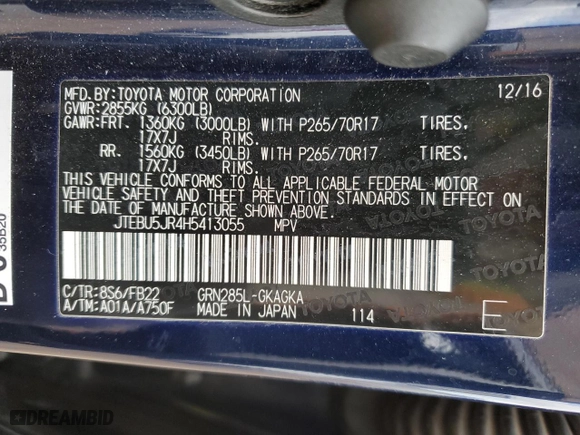 MFD.BY:TOYOTA MOTOR CORPORATION 12/16
GVWR:2855KG (6300LB)
GAWR:FRT. 1360KG (3000LB) WITH P265/70R17 TIRES,
17X7J RIMS.
RR. 1560KG (3450LB) WITH P265/70R17 TIRES,
17X7J RIMS.
THIS VEHICLE CONFORMS TO ALL APPLICABLE FEDERAL MOTOR
VEHICLE SAFETY AND THEFT PREVENTION STANDARDS IN EFFECT ON
THE DATE OF MANUFACTURE SHOWN ABOVE.
JTEBU5JR4H5413055 MPV
C/TR:8S6/FB22 GRN285L-GKAGKA
A/TM:A01A/A750F MADE IN JAPAN 114 E
DREAMBID